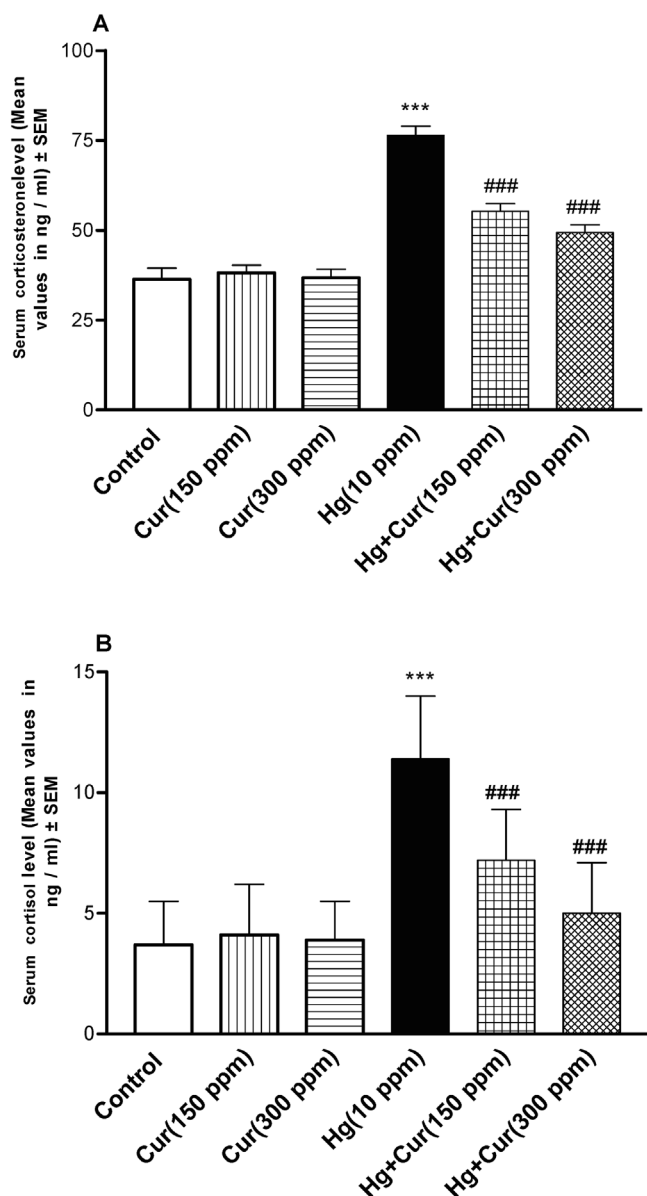 A
Serum corticosteronelevel (Mean
values in ng / ml) ± SEM
100
75
50
25
0
***
###
###
Control
Cur(150 ppm)
Cur(300 ppm)
Hg(10 ppm)
Hg+Cur(150 ppm)
Hg+Cur(300 ppm)
B
Serum cortisol level (Mean values in
ng / ml) ± SEM
15
10
5
0
***
###
###
Control
Cur(150 ppm)
Cur(300 ppm)
Hg(10 ppm)
Hg+Cur(150 ppm)
Hg+Cur(300 ppm)